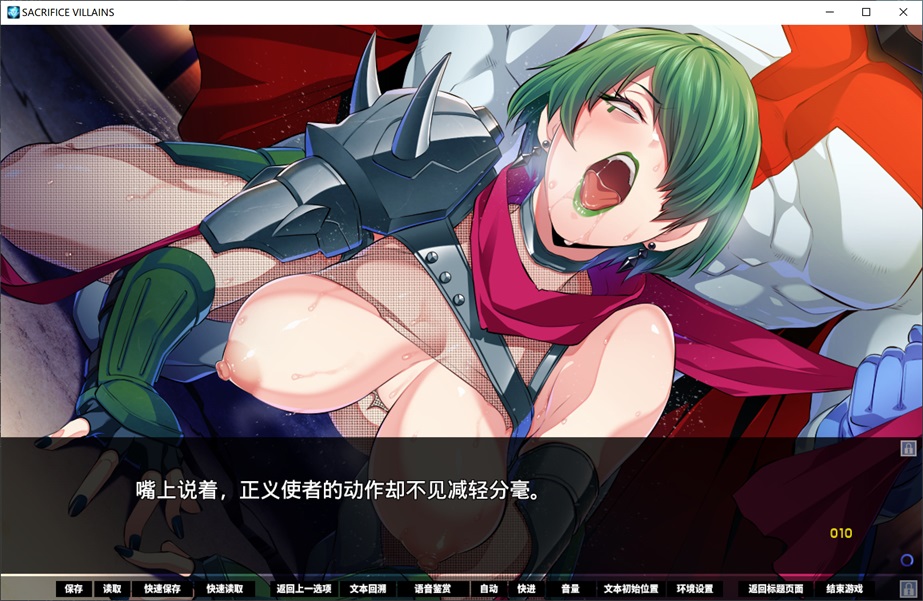 SACRIFICE VILLAINS
嘴上说着，正义使者的动作却不见减轻分毫。
010
保存 读取 快速保存 快速读取 返回上一选项 文本回溯 语音鉴赏 自动 快进 音量 文本初始位置 环境设置 返回标题页面 结束游戏